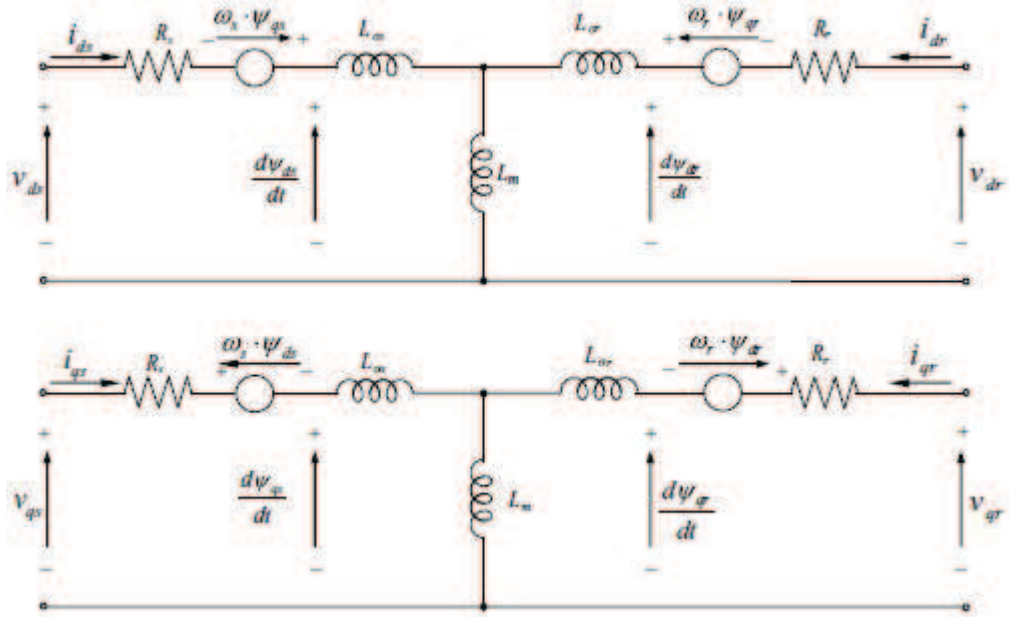 i_ds R_s − ω_s · ψ_qs + L_σs L_σr + ω_r · ψ_qr − R_r i_dr
+ + + +
v_ds dψ_ds/dt L_m dψ_dr/dt v_dr
− − − −
i_qs R_s + ω_s · ψ_ds − L_σs L_σr − ω_r · ψ_dr + R_r i_qr
+ + + +
v_qs dψ_qs/dt L_m dψ_qr/dt v_qr
− − − −